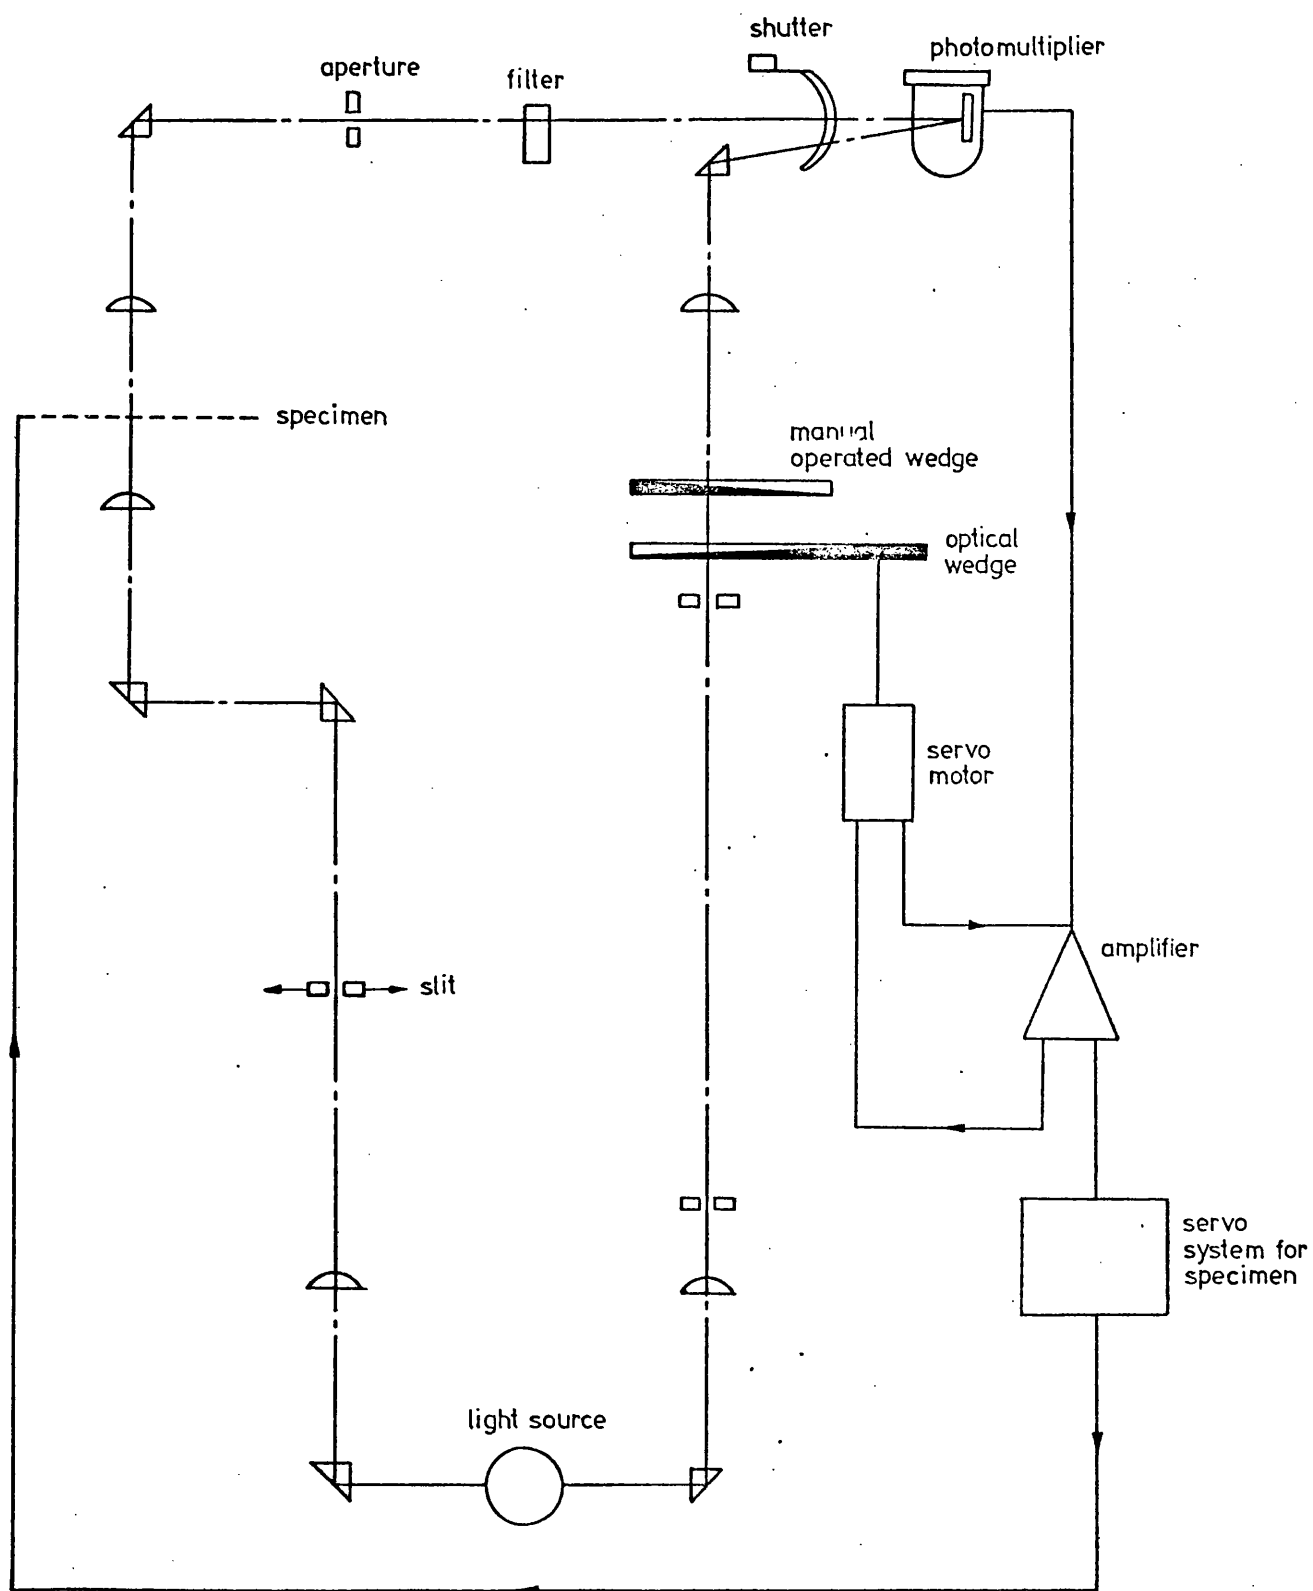 shutter
photomultiplier
aperture
filter
specimen
manual
operated wedge
optical
wedge
servo
motor
amplifier
slit
servo
system for
specimen
light source